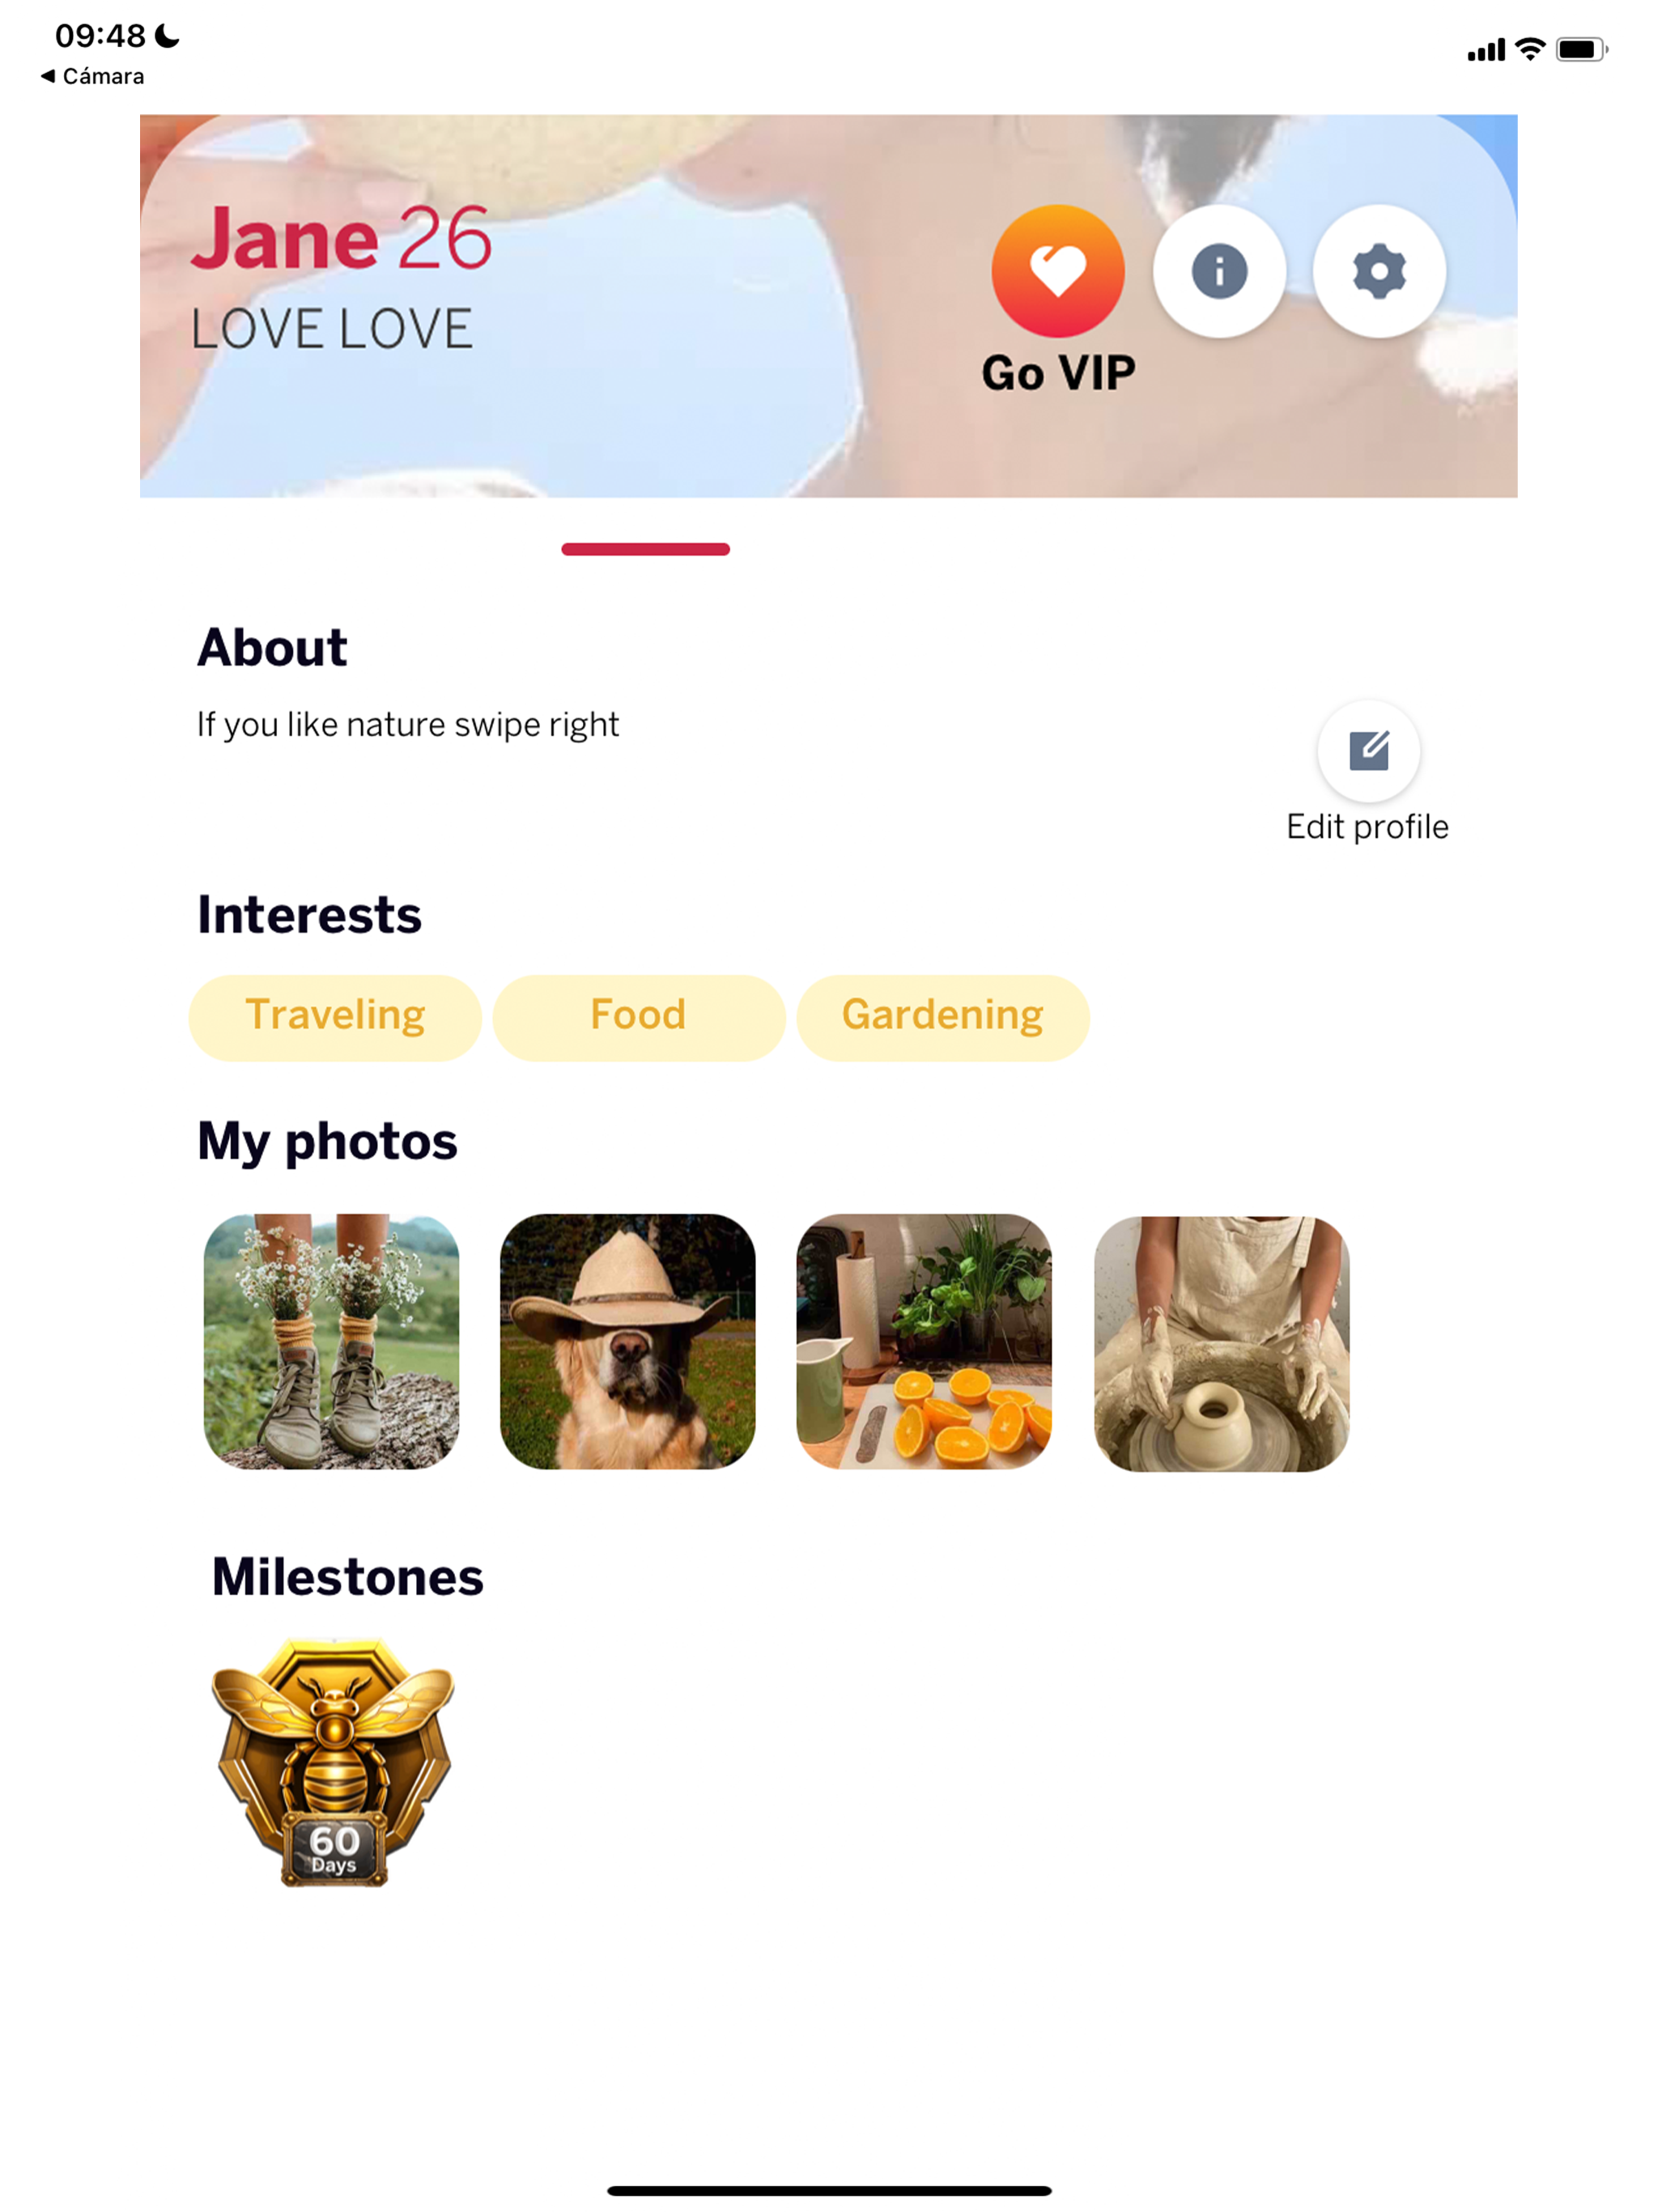 09:48
◀ Cámara
Jane 26
LOVE LOVE
Go VIP
About
If you like nature swipe right
Edit profile
Interests
Traveling Food Gardening
My photos
Milestones
60
Days